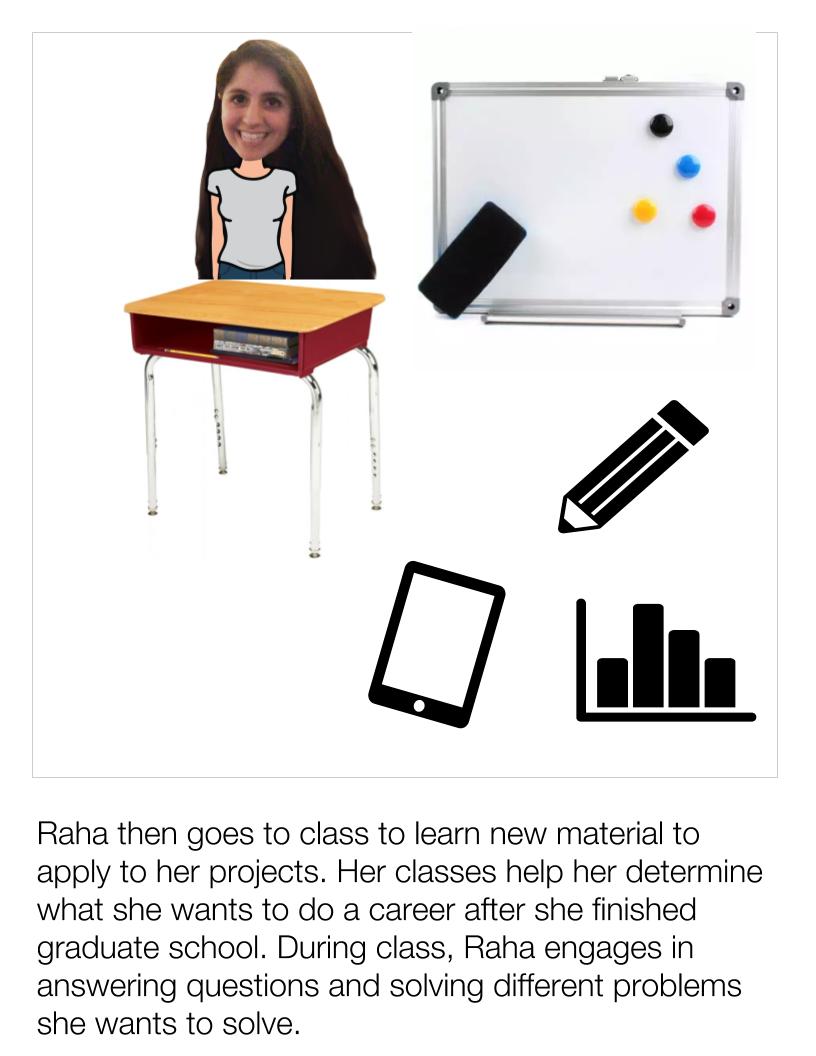 Raha then goes to class to learn new material to
apply to her projects. Her classes help her determine
what she wants to do a career after she finished
graduate school. During class, Raha engages in
answering questions and solving different problems
she wants to solve.